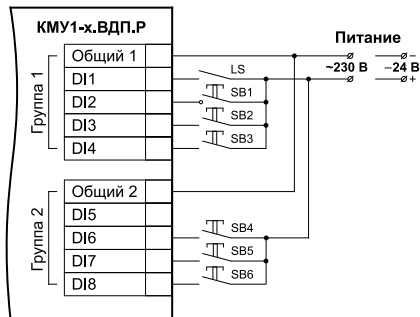 КМУ1-х.ВДП.Р
Питание
Группа 1
Общий 1
DI1
DI2
DI3
DI4
LS
SB1
SB2
SB3
~230 В
⎓24 В
−
+
Группа 2
Общий 2
DI5
DI6
DI7
DI8
SB4
SB5
SB6